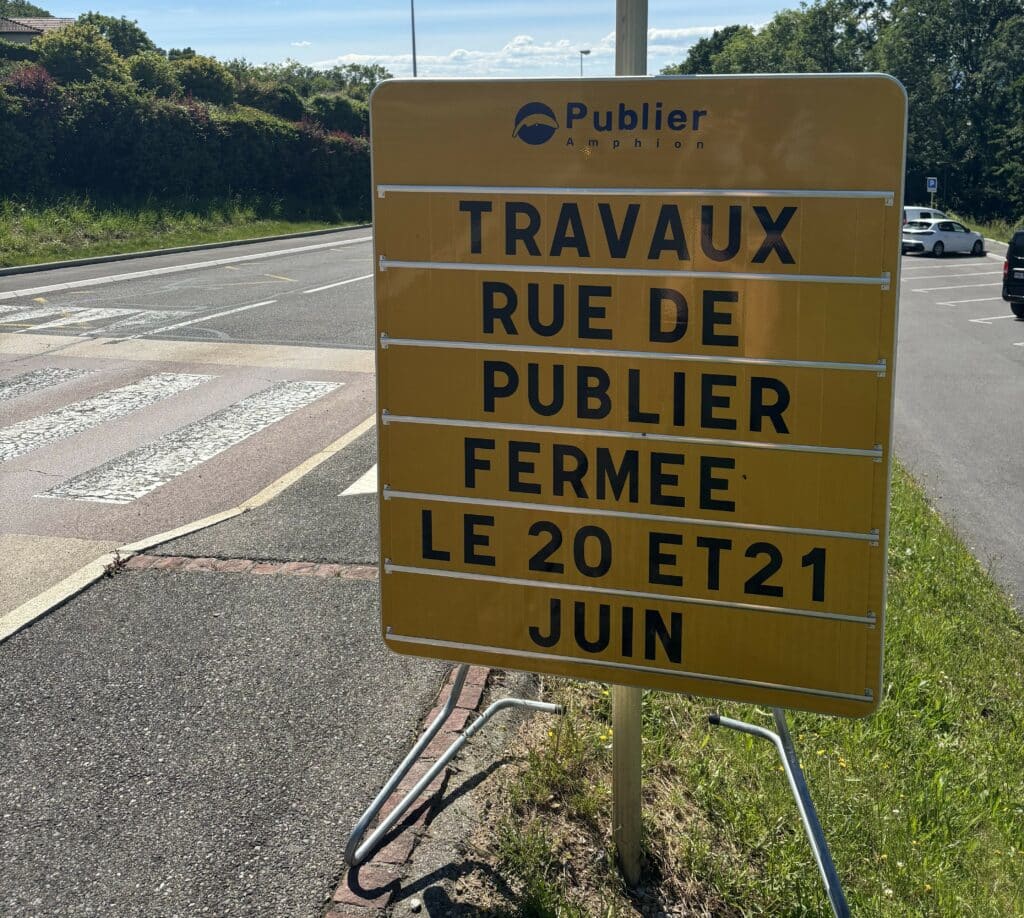 Publier
Amphion
TRAVAUX
RUE DE
PUBLIER
FERMEE
LE 20 ET21
JUIN
P